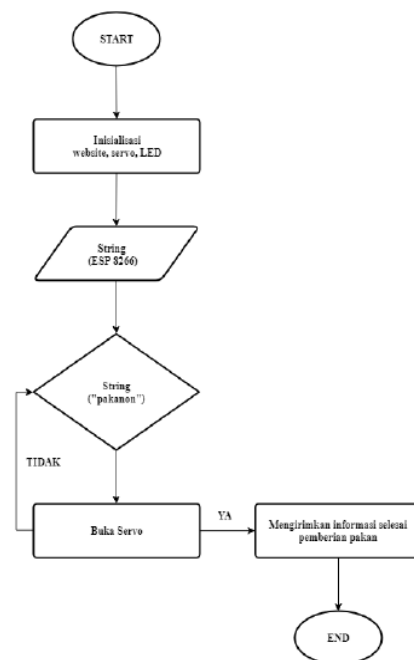 START
Inisialisasi
website, servo, LED
String
(ESP 8266)
String
("pakanon")
TIDAK
Buka Servo
YA
Mengirimkan informasi selesai
pemberian pakan
END